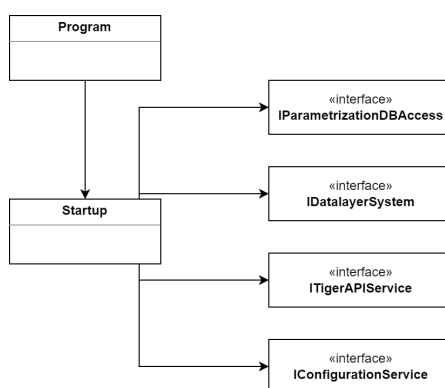 Program
«interface»
IParametrizationDBAccess
«interface»
IDatalayerSystem
Startup
«interface»
ITigerAPIService
«interface»
IConfigurationService